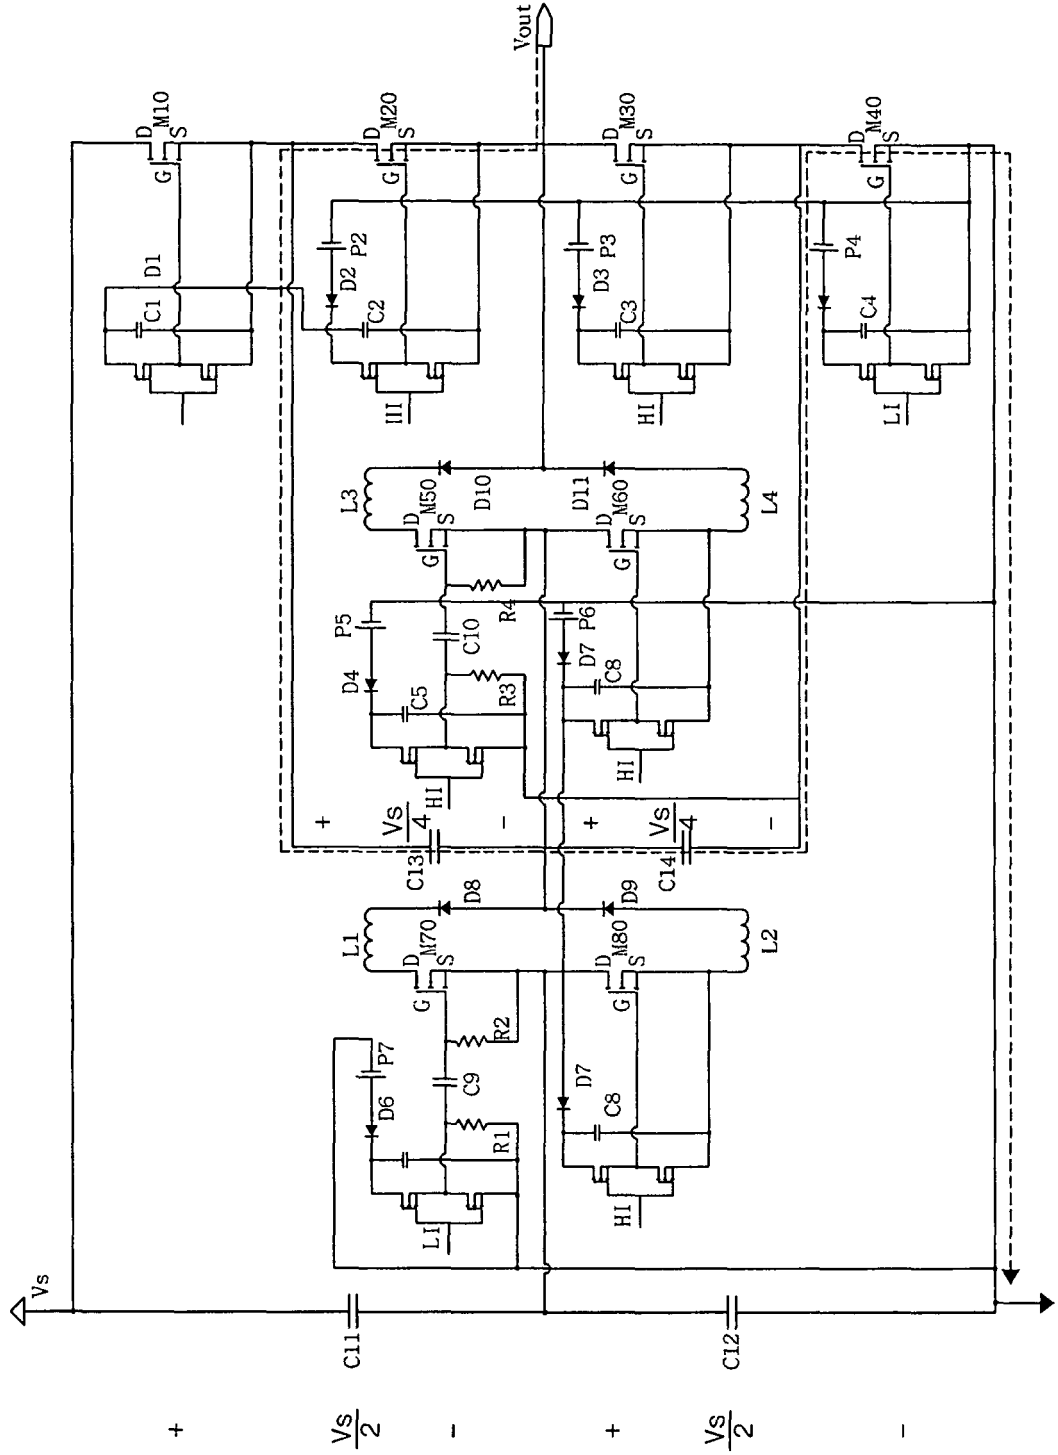 Vout
D
M10
S
G
D1
C1
D
M20
S
G
P2
D2
C2
HI
D
M30
S
G
P3
D3
C3
HI
D
M40
S
G
P4
C4
LI
L3
D
M50
S
G
D10
D11
D
M60
S
G
L4
P5
D4
C5
C10
R3
R4
HI
P6
D7
C8
HI
+
Vs
4
-
C13
+
Vs
4
-
C14
L1
D
M70
S
G
D8
D9
D
M80
S
G
L2
P7
D6
C9
R1
R2
LI
D7
C8
HI
Vs
C11
C12
+
Vs
2
-
+
Vs
2
-